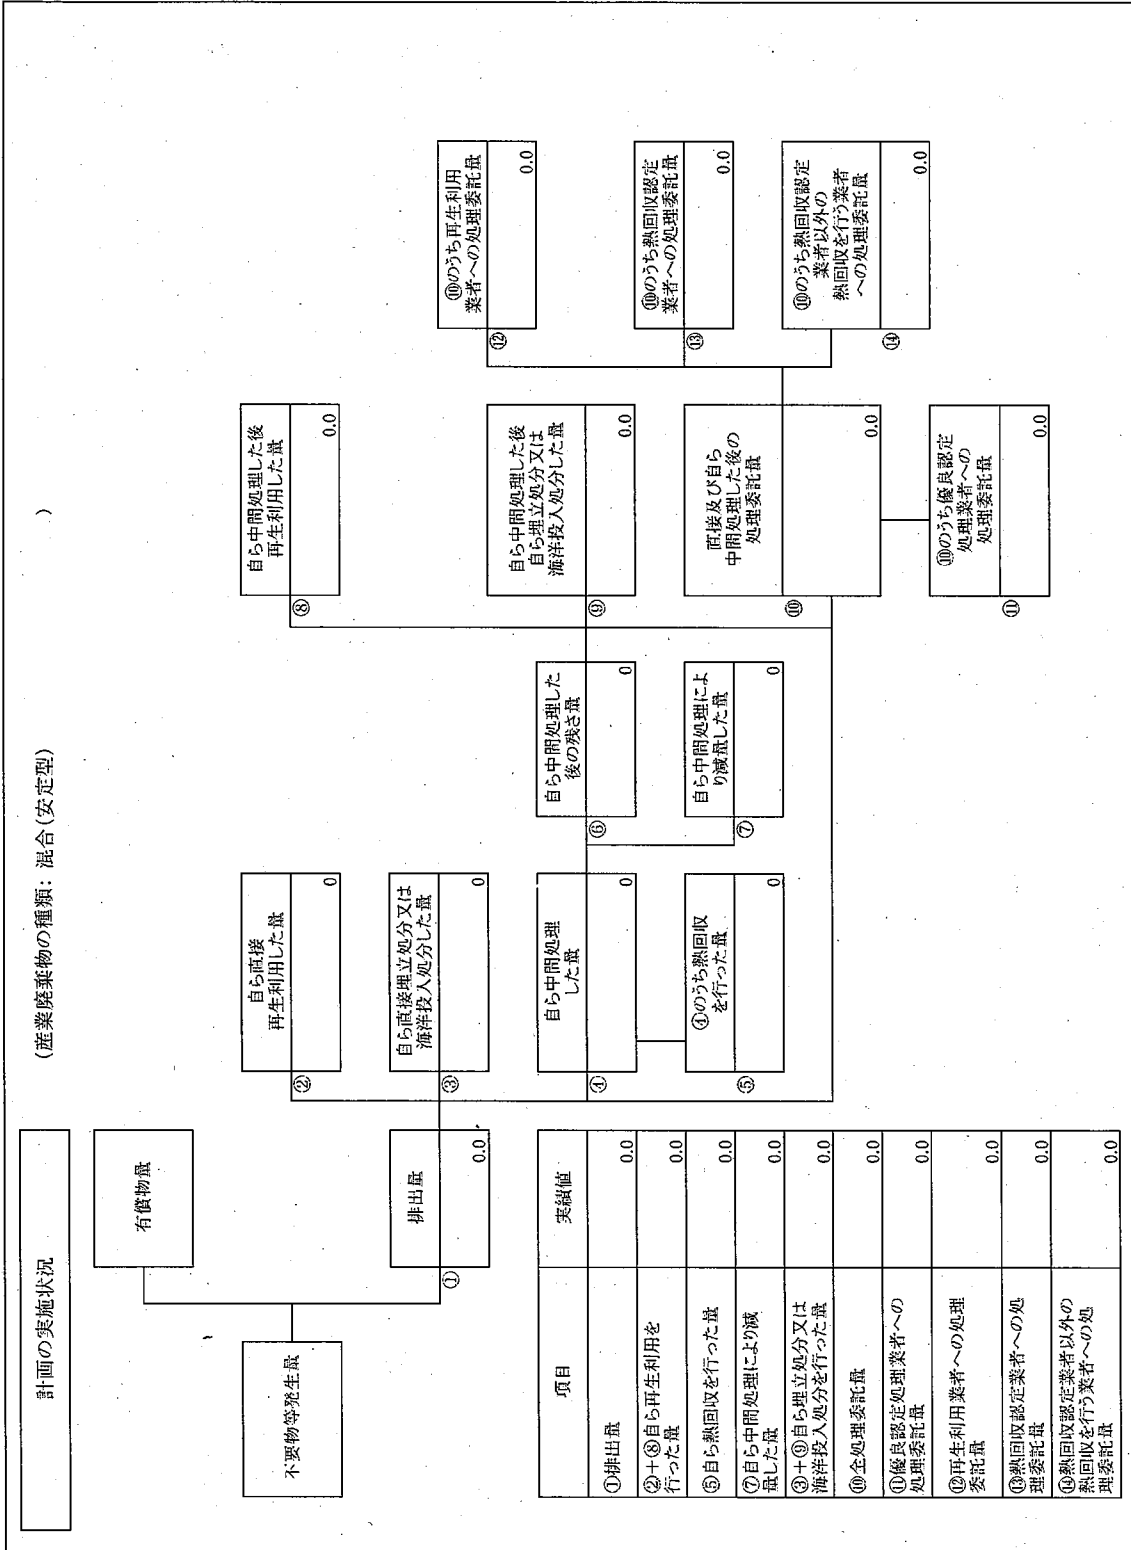 計画の実施状況
(産業廃棄物の種類: 混合(安定型)
)
不要物等発生量
有償物量
①
排出量
0.0
②
自ら直接
再生利用した量
0
③
自ら直接埋立処分又は
海洋投入処分した量
0
④
自ら中間処理
した量
0
⑤
④のうち熱回収
を行った量
0
⑥
自ら中間処理した
後の残さ量
0
⑦
自ら中間処理によ
り減量した量
0
⑧
自ら中間処理した後
再生利用した量
0.0
⑨
自ら中間処理した後
自ら埋立処分又は
海洋投入処分した量
0.0
⑩
直接及び自ら
中間処理した後の
処理委託量
0.0
⑪
⑩のうち優良認定
処理業者への
処理委託量
0.0
⑫
⑩のうち再生利用
業者への処理委託量
0.0
⑬
⑩のうち熱回収認定
業者への処理委託量
0.0
⑭
⑩のうち熱回収認定
業者以外の
熱回収を行う業者
への処理委託量
0.0
項目
実績値
①排出量
0.0
②+⑧自ら再生利用を
行った量
0.0
⑤自ら熱回収を行った量
0.0
⑦自ら中間処理により減
量した量
0.0
③+⑨自ら埋立処分又は
海洋投入処分を行った量
0.0
⑩全処理委託量
0.0
⑪優良認定処理業者への
処理委託量
0.0
⑫再生利用業者への処理
委託量
0.0
⑬熱回収認定業者への処
理委託量
0.0
⑭熱回収認定業者以外の
熱回収を行う業者への処
理委託量
0.0